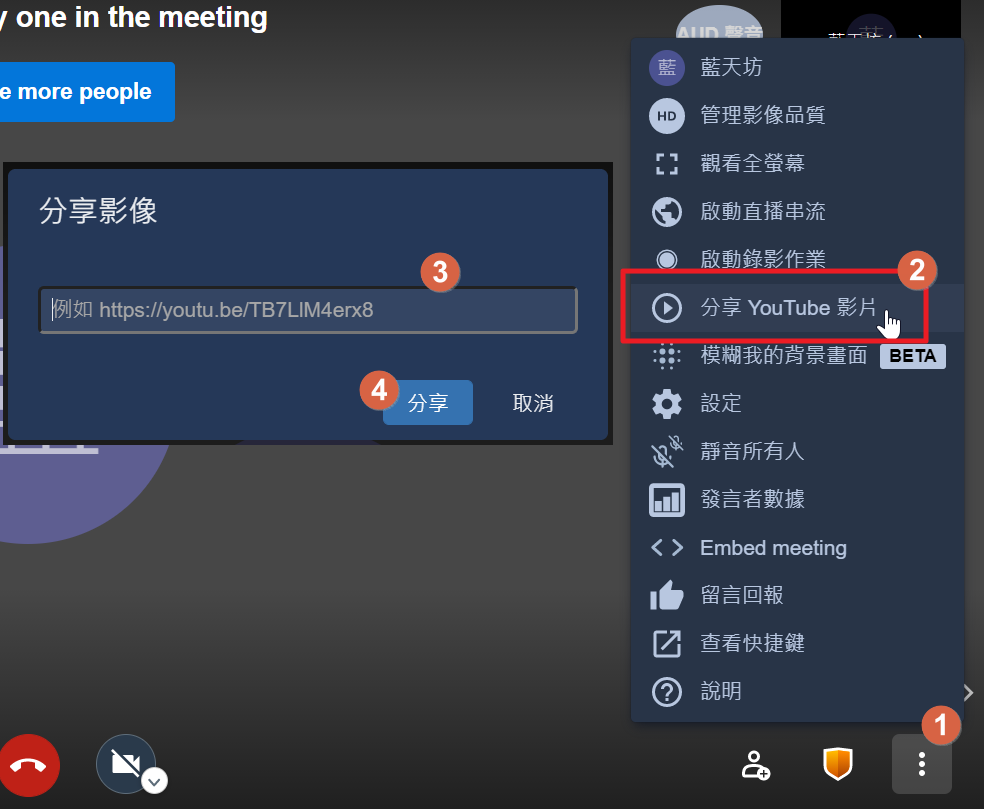 y one in the meeting
e more people
AUD 聲音
藍
藍天坊
HD
管理影像品質
觀看全螢幕
啟動直播串流
啟動錄影作業
2
分享 YouTube 影片
模糊我的背景畫面 BETA
設定
靜音所有人
發言者數據
Embed meeting
留言回報
查看快捷鍵
說明
1
分享影像
3
例如 https://youtu.be/TB7LlM4erx8
4
分享
取消